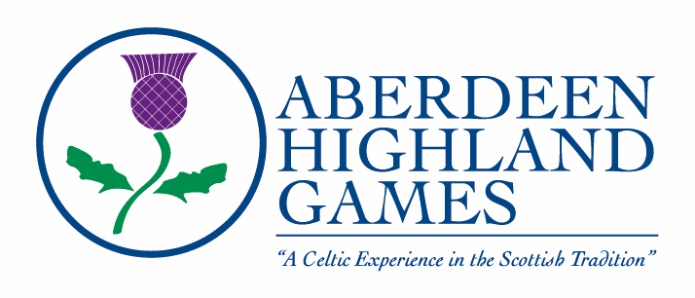 ABERDEEN
HIGHLAND
GAMES
“A Celtic Experience in the Scottish Tradition”